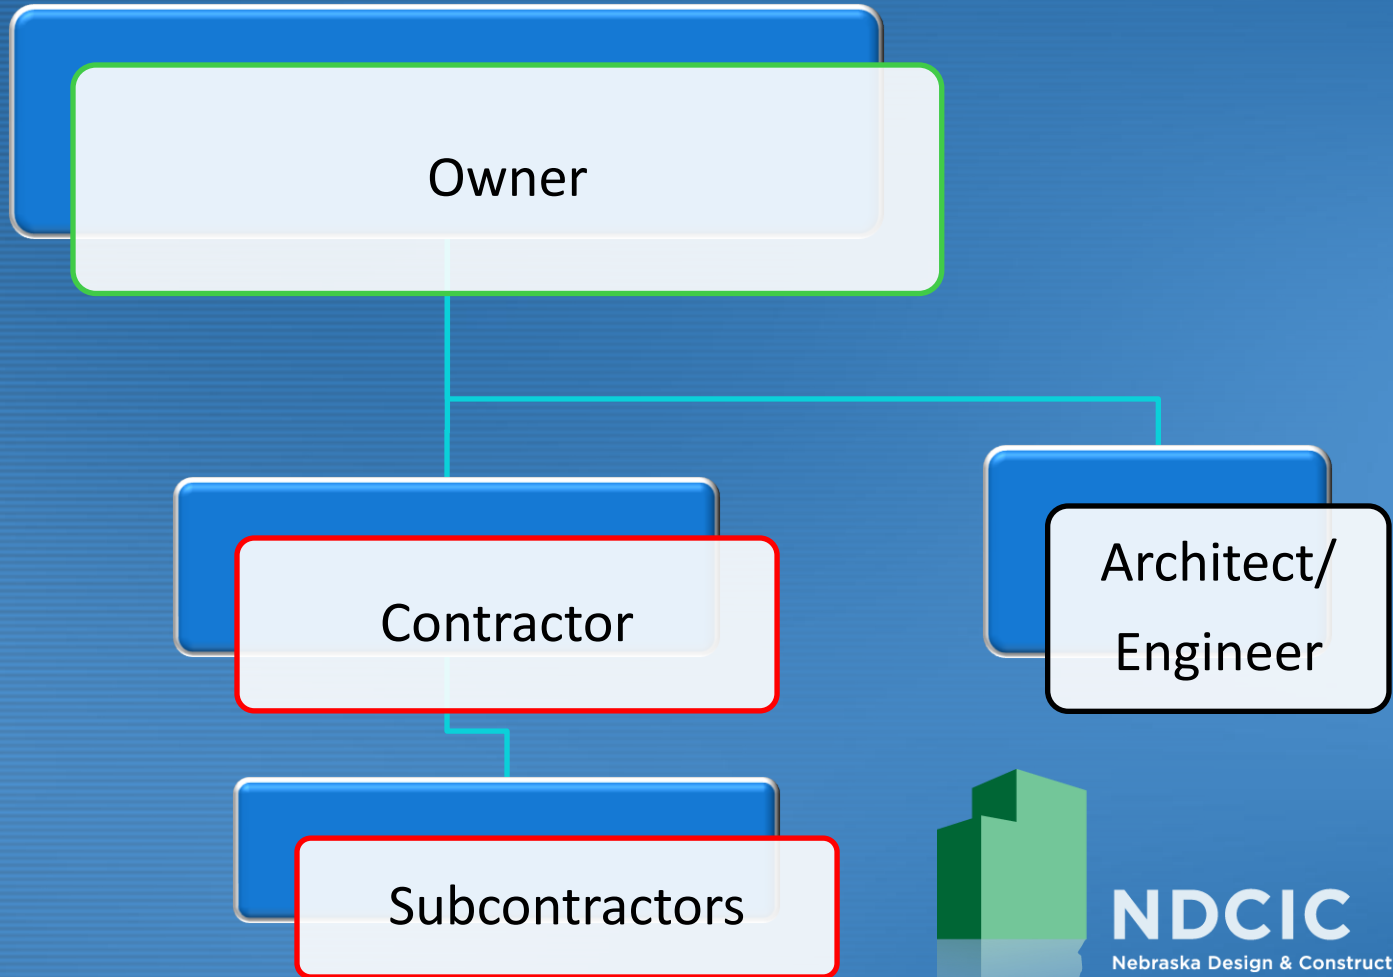 Owner
Contractor
Architect/
Engineer
Subcontractors
NDCIC
Nebraska Design & Construct